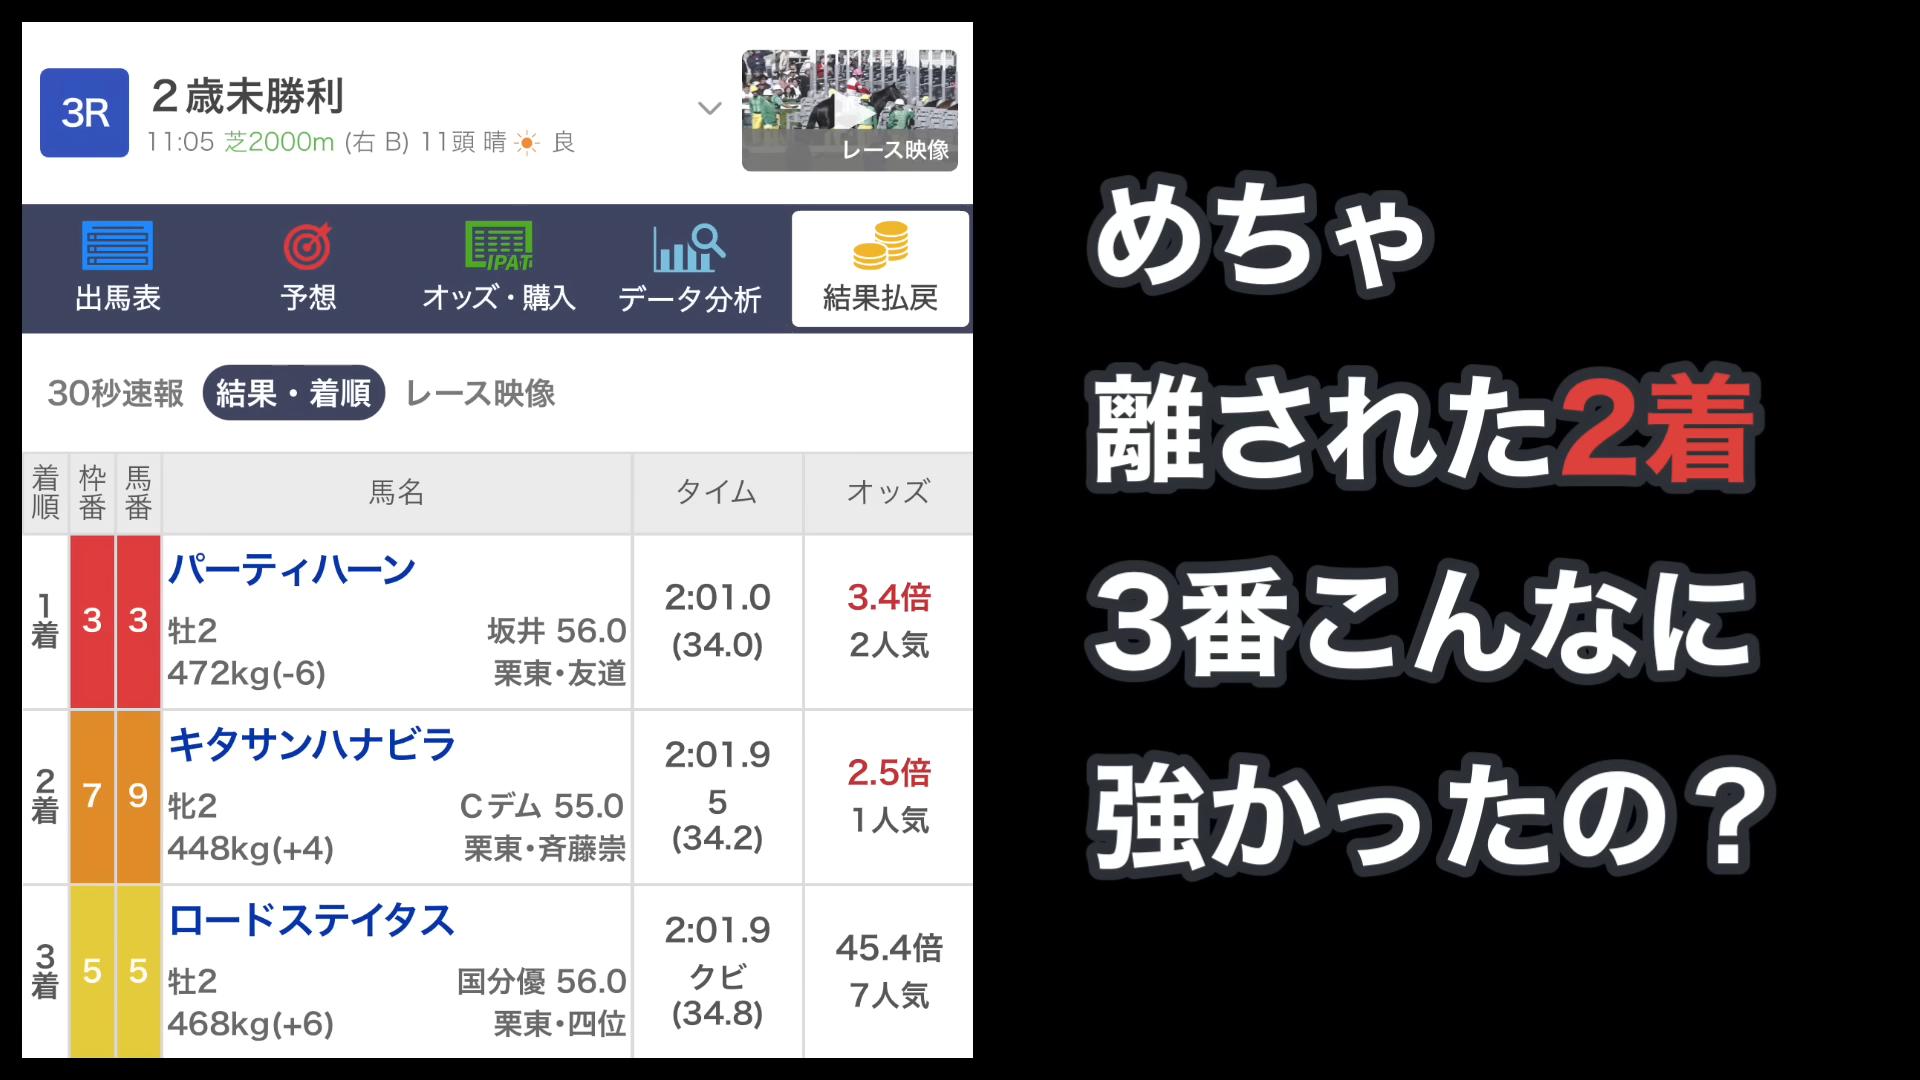 3R
2歳未勝利
11:05 芝2000m (右 B) 11頭 晴 良
レース映像
出馬表 予想 オッズ・購入 データ分析 結果払戻
IPAT
30秒速報 結果・着順 レース映像
着順 枠番 馬番 馬名 タイム オッズ
1着 3 3 パーティハーン
牡2 坂井 56.0
472kg(-6) 栗東・友道
2:01.0
(34.0)
3.4倍
2人気
2着 7 9 キタサンハナビラ
牝2 Cデム 55.0
448kg(+4) 栗東・斉藤崇
2:01.9
5
(34.2)
2.5倍
1人気
3着 5 5 ロードステイタス
牡2 国分優 56.0
468kg(+6) 栗東・四位
2:01.9
クビ
(34.8)
45.4倍
7人気
めちゃ
離された2着
3番こんなに
強かったの？